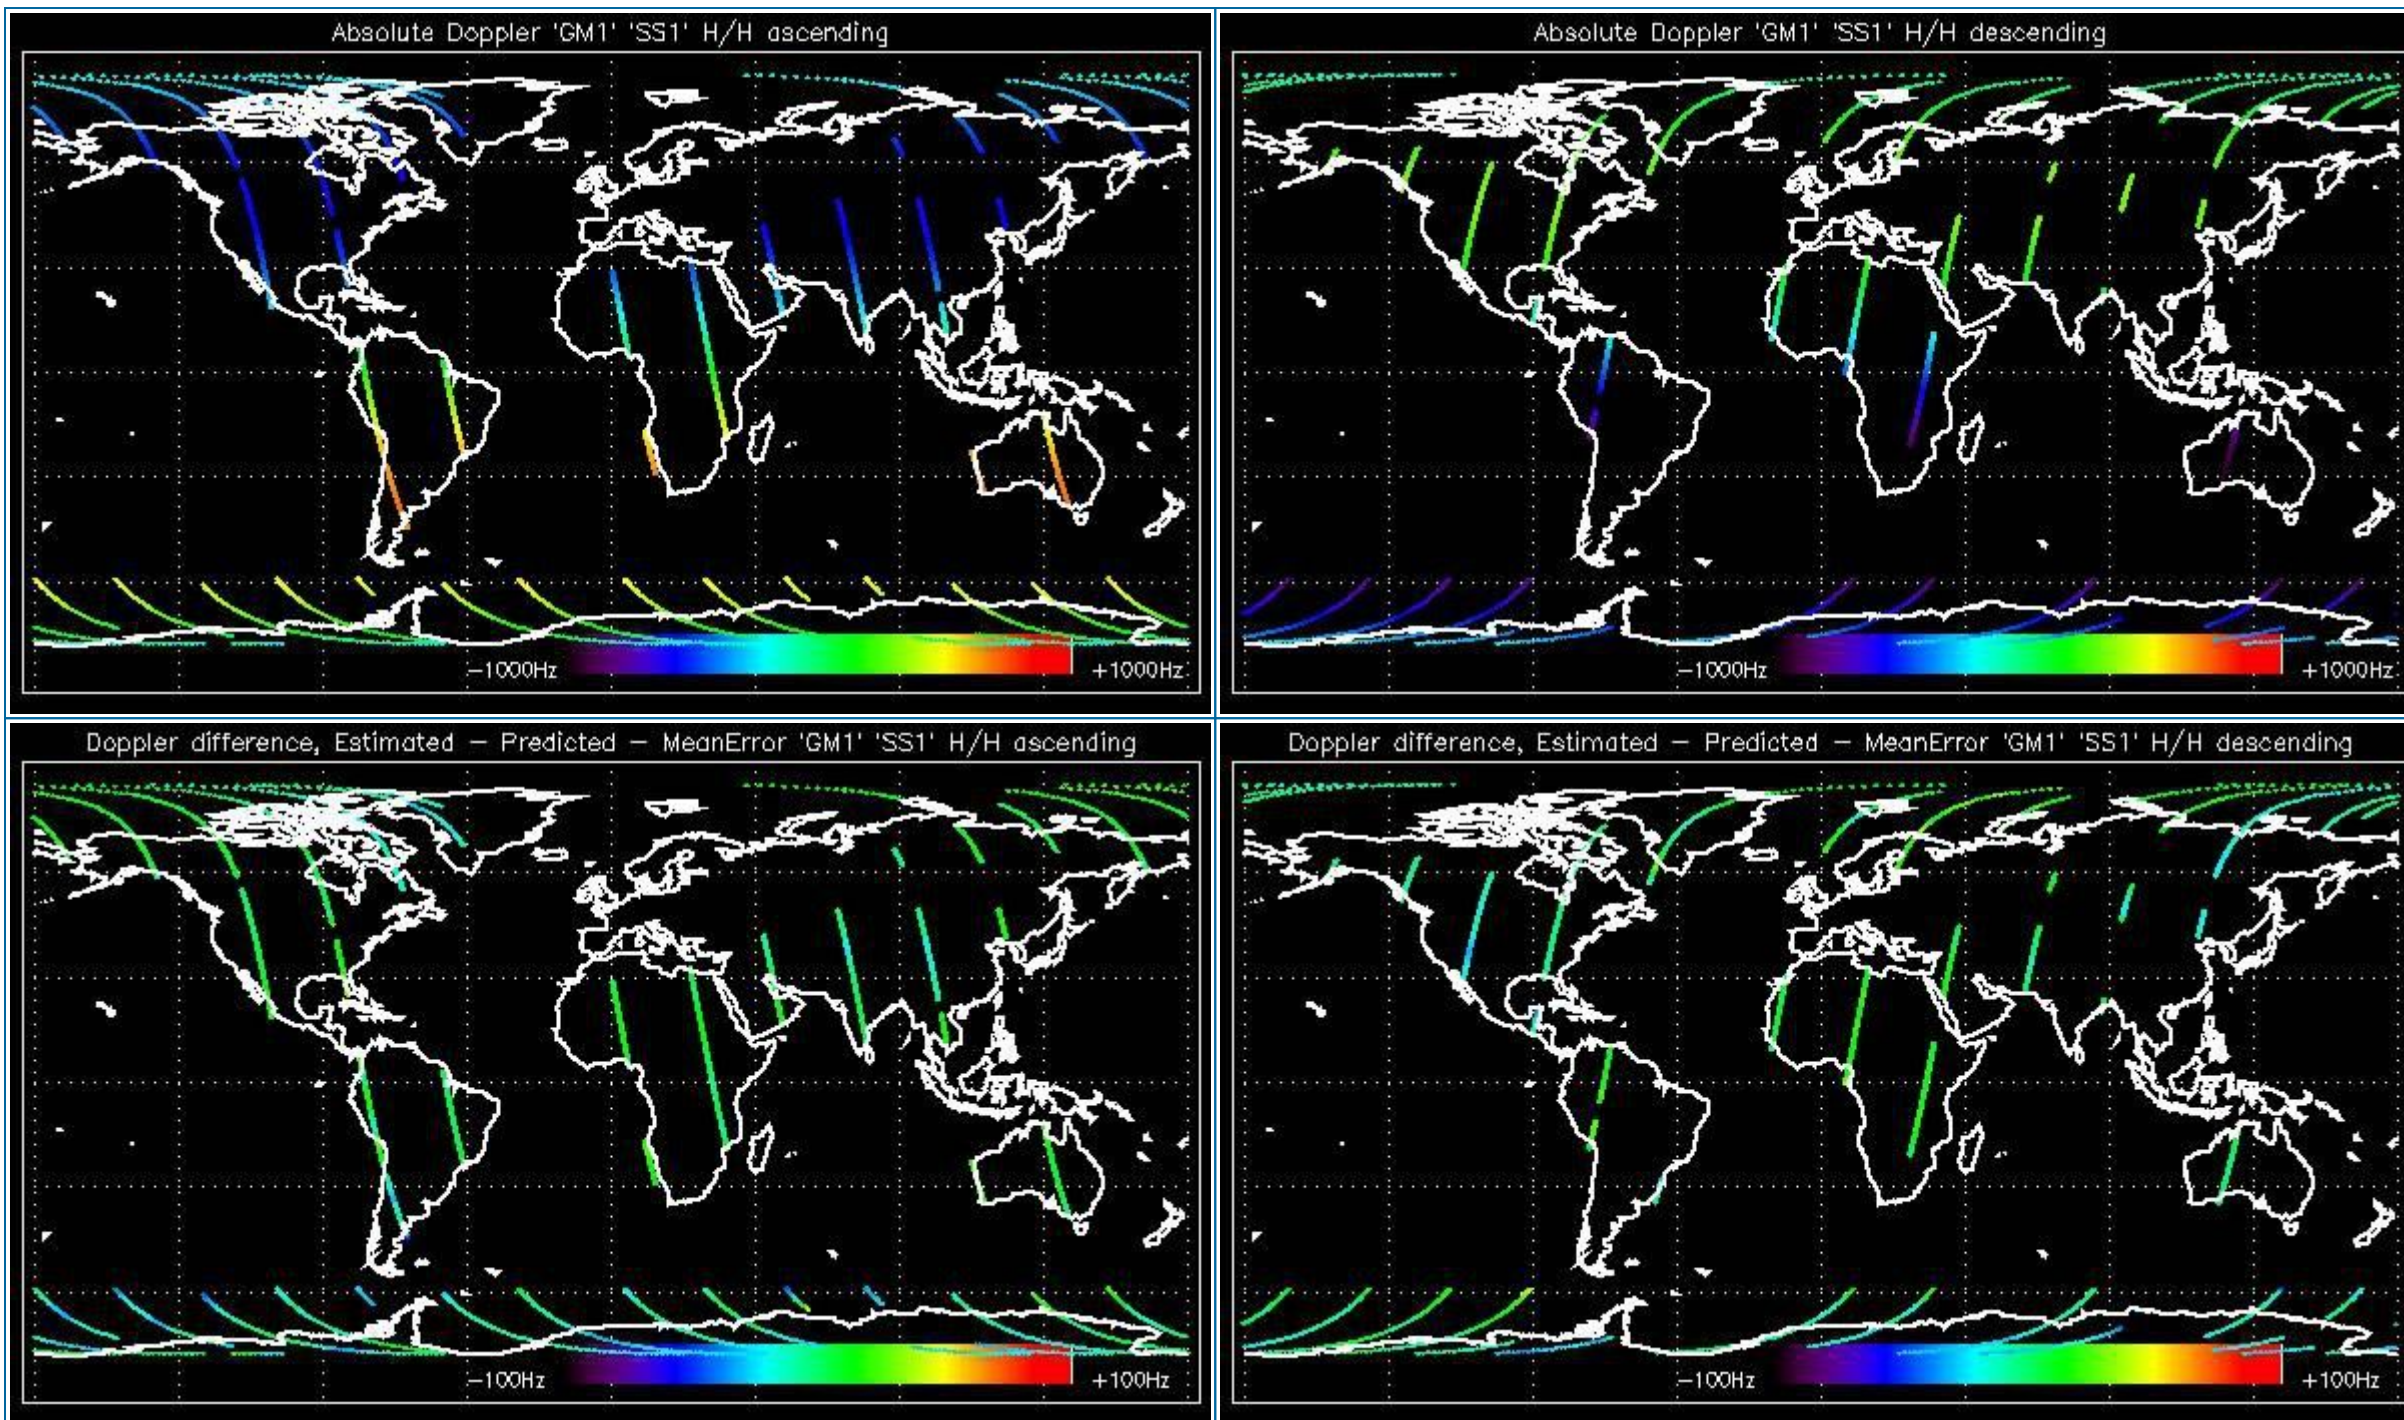 Absolute Doppler 'GM1' 'SS1' H/H ascending
−1000Hz
+1000Hz
Absolute Doppler 'GM1' 'SS1' H/H descending
−1000Hz
+1000Hz
Doppler difference, Estimated − Predicted − MeanError 'GM1' 'SS1' H/H ascending
−100Hz
+100Hz
Doppler difference, Estimated − Predicted − MeanError 'GM1' 'SS1' H/H descending
−100Hz
+100Hz